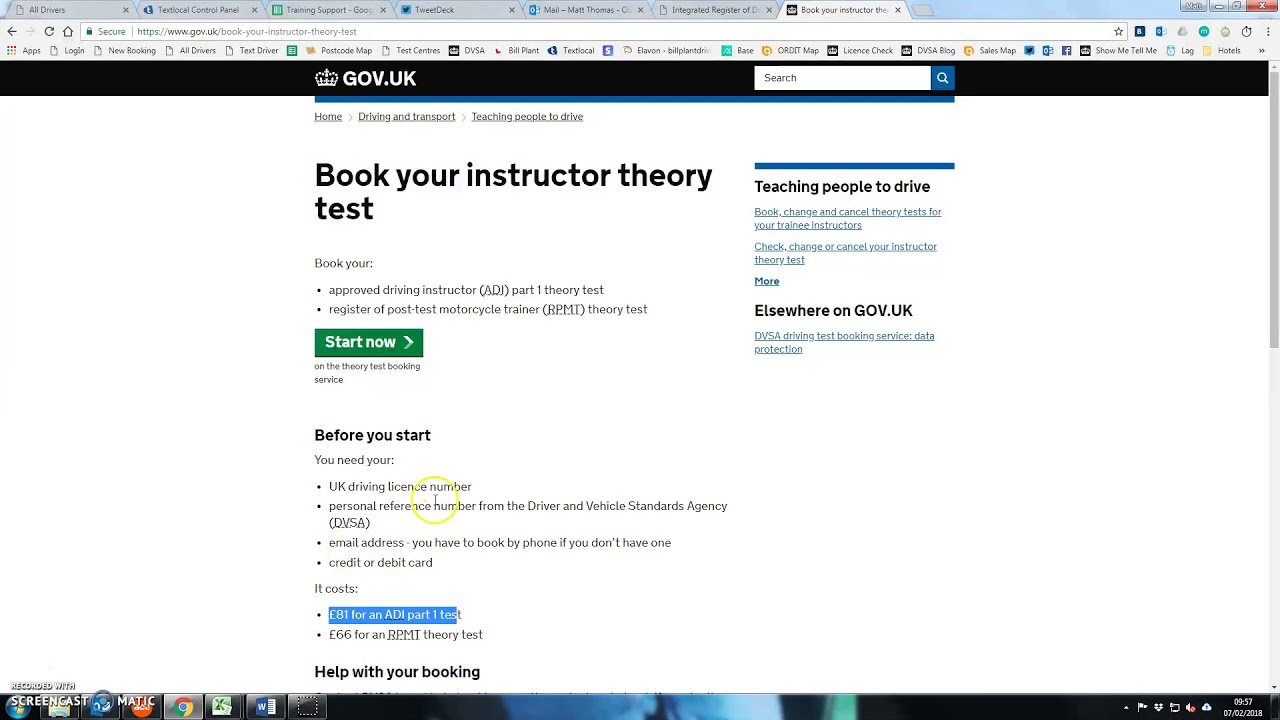 All Drivers
Textlocal Control Panel
Training Support - Goog
TweetDeck
Mail – Matt Thomas - Ou
Integrated Register of D
Book your instructor the
Keith
Secure
https://www.gov.uk/book-your-instructor-theory-test
Apps
Login
New Booking
All Drivers
Text Driver
Postcode Map
Test Centres
DVSA
Bill Plant
Textlocal
Elavon - billplantdriv
Base
ORDIT Map
Licence Check
DVSA Blog
Sales Map
Show Me Tell Me
Lag
Hotels
GOV.UK
Search
Home > Driving and transport > Teaching people to drive
Book your instructor theory
test
Book your:
• approved driving instructor (ADI) part 1 theory test
• register of post-test motorcycle trainer (RPMT) theory test
Start now
on the theory test booking
service
Before you start
You need your:
• UK driving licence number
• personal reference number from the Driver and Vehicle Standards Agency
(DVSA)
• email address - you have to book by phone if you don’t have one
• credit or debit card
It costs:
• £81 for an ADI part 1 test
• £66 for an RPMT theory test
Help with your booking
Teaching people to drive
Book, change and cancel theory tests for
your trainee instructors
Check, change or cancel your instructor
theory test
More
Elsewhere on GOV.UK
DVSA driving test booking service: data
protection
RECORDED WITH
SCREENCAST MATIC
09:57
07/02/2018